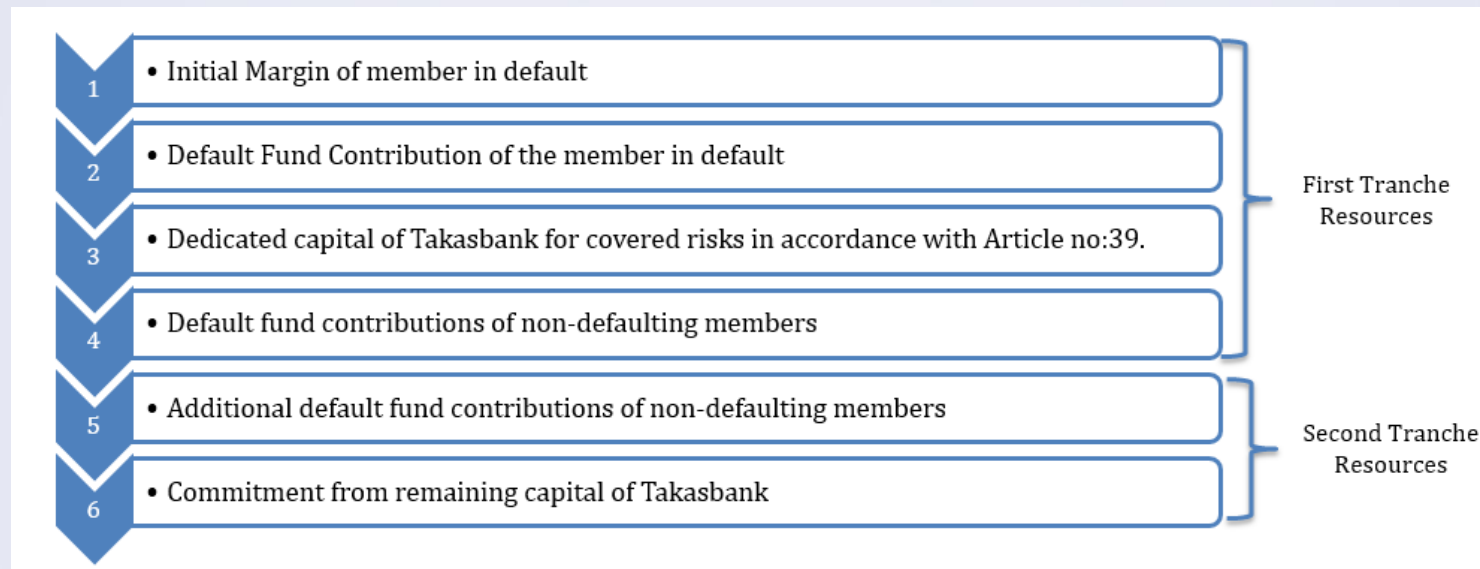 1
• Initial Margin of member in default
2
• Default Fund Contribution of the member in default
3
• Dedicated capital of Takasbank for covered risks in accordance with Article no:39.
4
• Default fund contributions of non-defaulting members
First Tranche
Resources
5
• Additional default fund contributions of non-defaulting members
6
• Commitment from remaining capital of Takasbank
Second Tranche
Resources